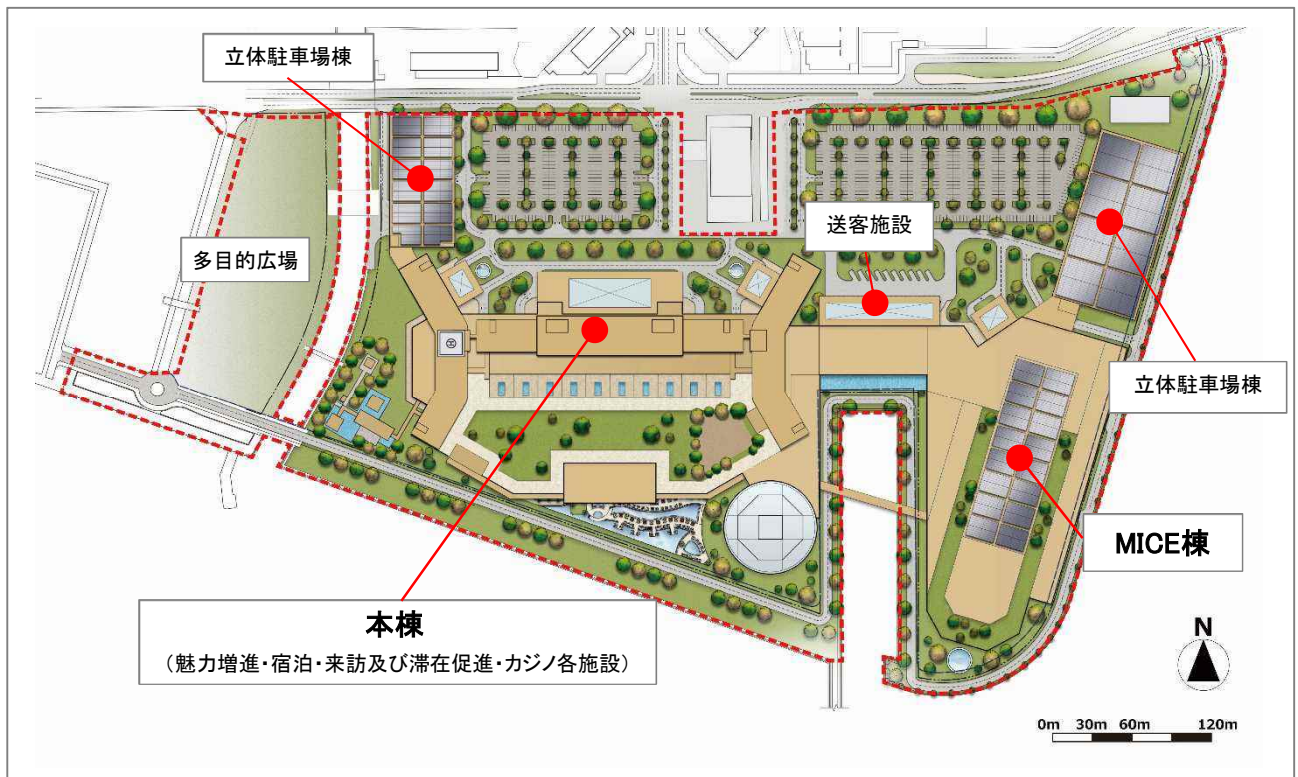 立体駐車場棟
送客施設
多目的広場
立体駐車場棟
MICE棟
本棟
(魅力増進・宿泊・来訪及び滞在促進・カジノ各施設)
H
N
0m 30m 60m 120m